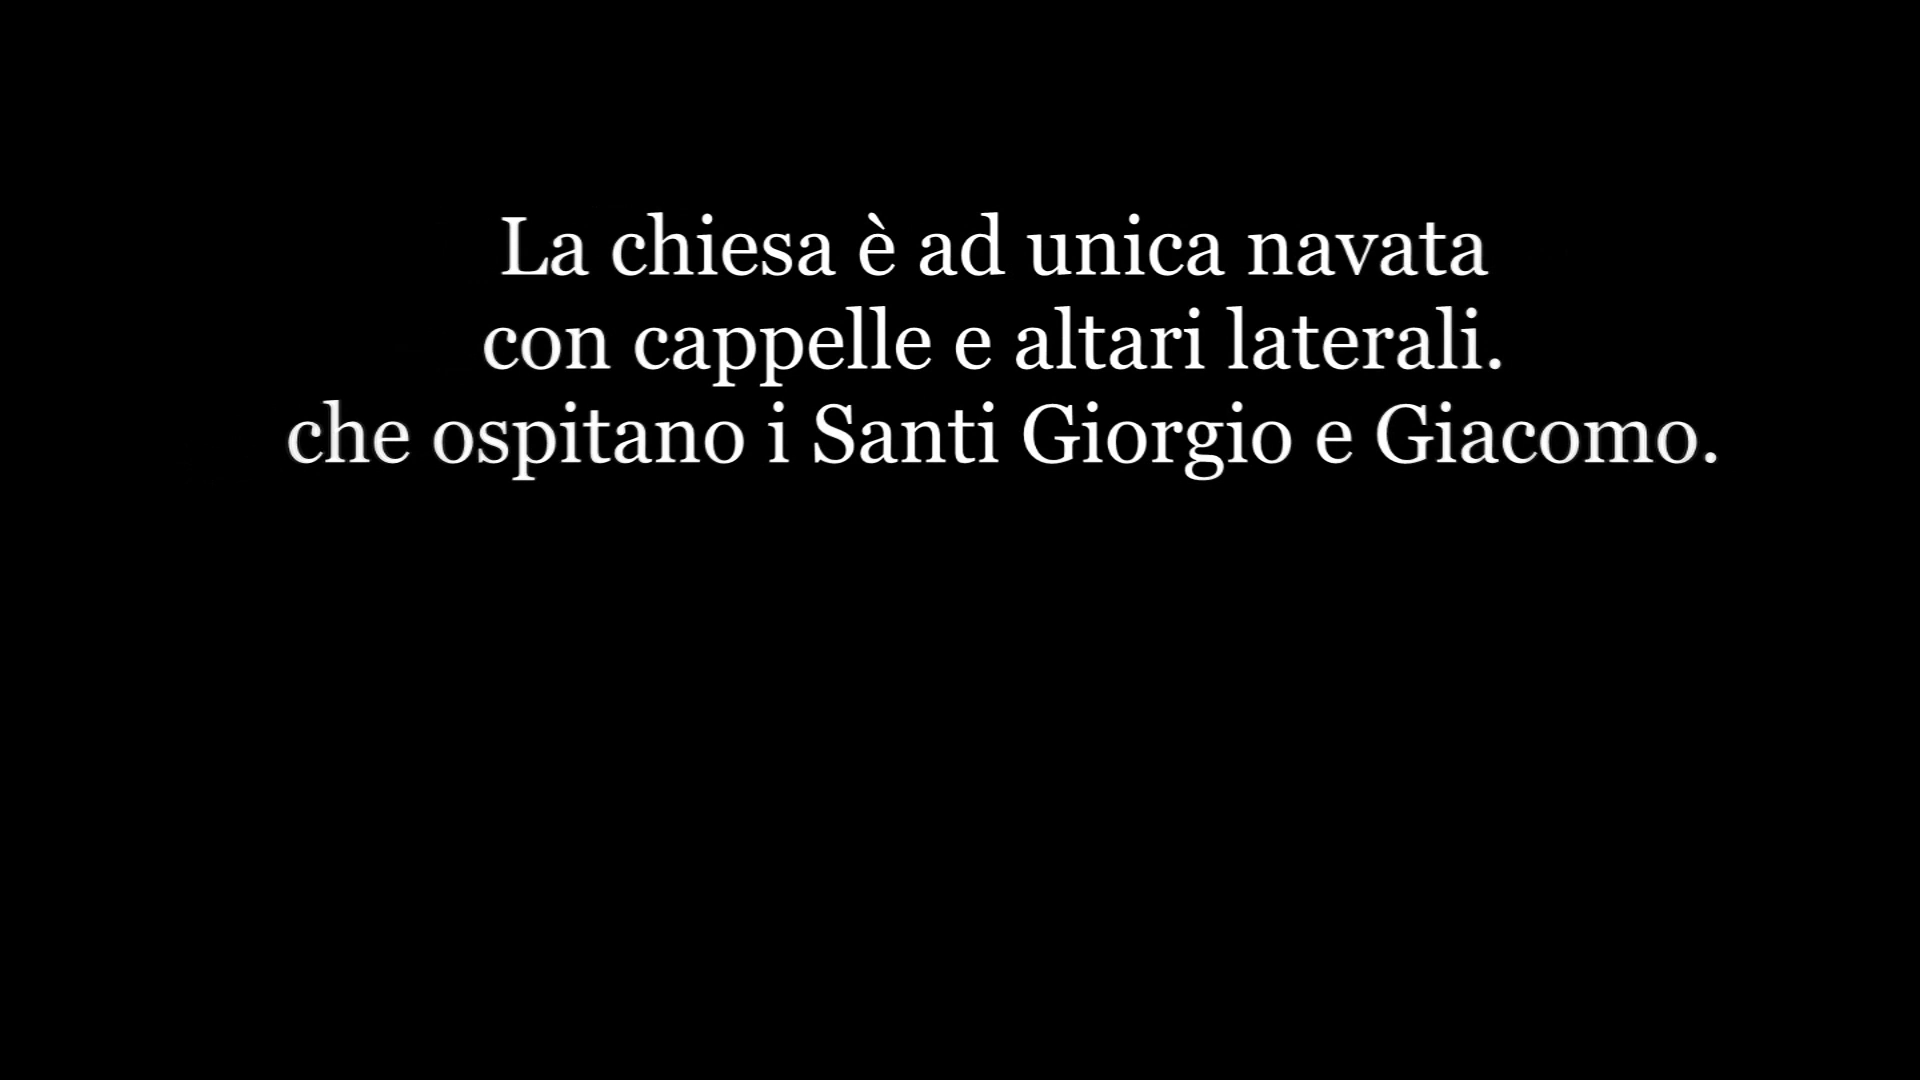 La chiesa è ad unica navata
con cappelle e altari laterali.
che ospitano i Santi Giorgio e Giacomo.